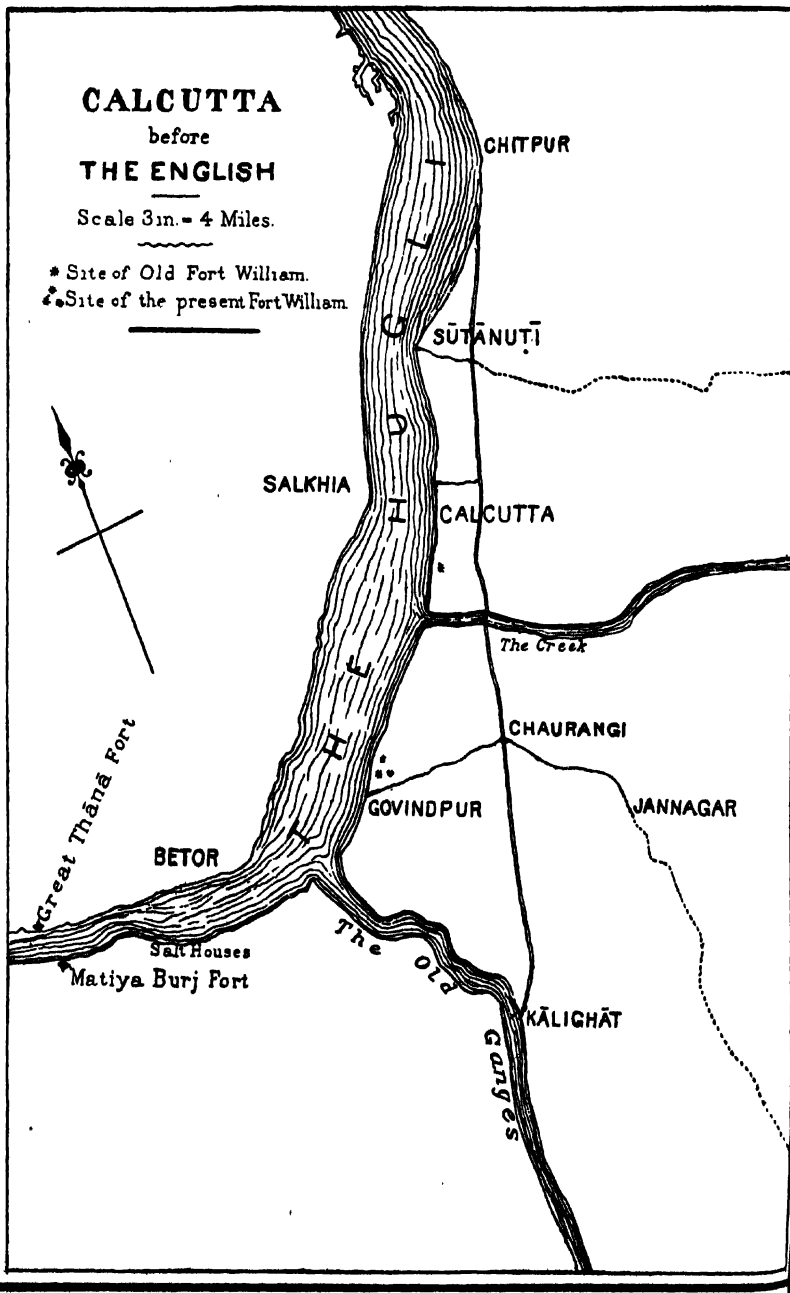 CALCUTTA
before
THE ENGLISH
Scale 3in. = 4 Miles.
* Site of Old Fort William.
Site of the present Fort William
CHITPUR
SŪTĀNUṬĪ
SALKHIA
CALCUTTA
THE HUGLI
The Creek
CHAURANGI
GOVINDPUR
JANNAGAR
BETOR
Great Thānā Fort
Salt Houses
Matiya Burj Fort
The Old Ganges
KĀLIGHĀT